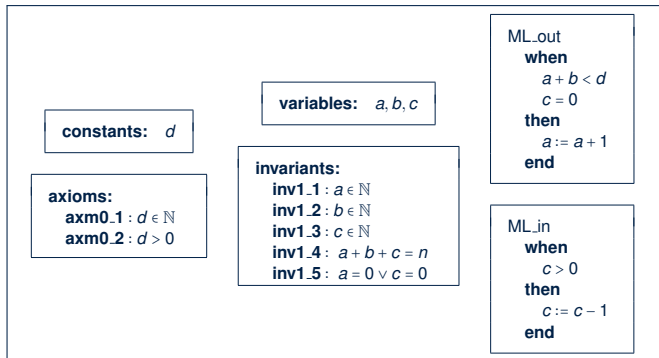 constants: d
axioms:
axm0_1 : d ∈ ℕ
axm0_2 : d > 0
variables: a, b, c
invariants:
inv1_1 : a ∈ ℕ
inv1_2 : b ∈ ℕ
inv1_3 : c ∈ ℕ
inv1_4 : a + b + c = n
inv1_5 : a = 0 ∨ c = 0
ML_out
when
a + b < d
c = 0
then
a := a + 1
end
ML_in
when
c > 0
then
c := c − 1
end